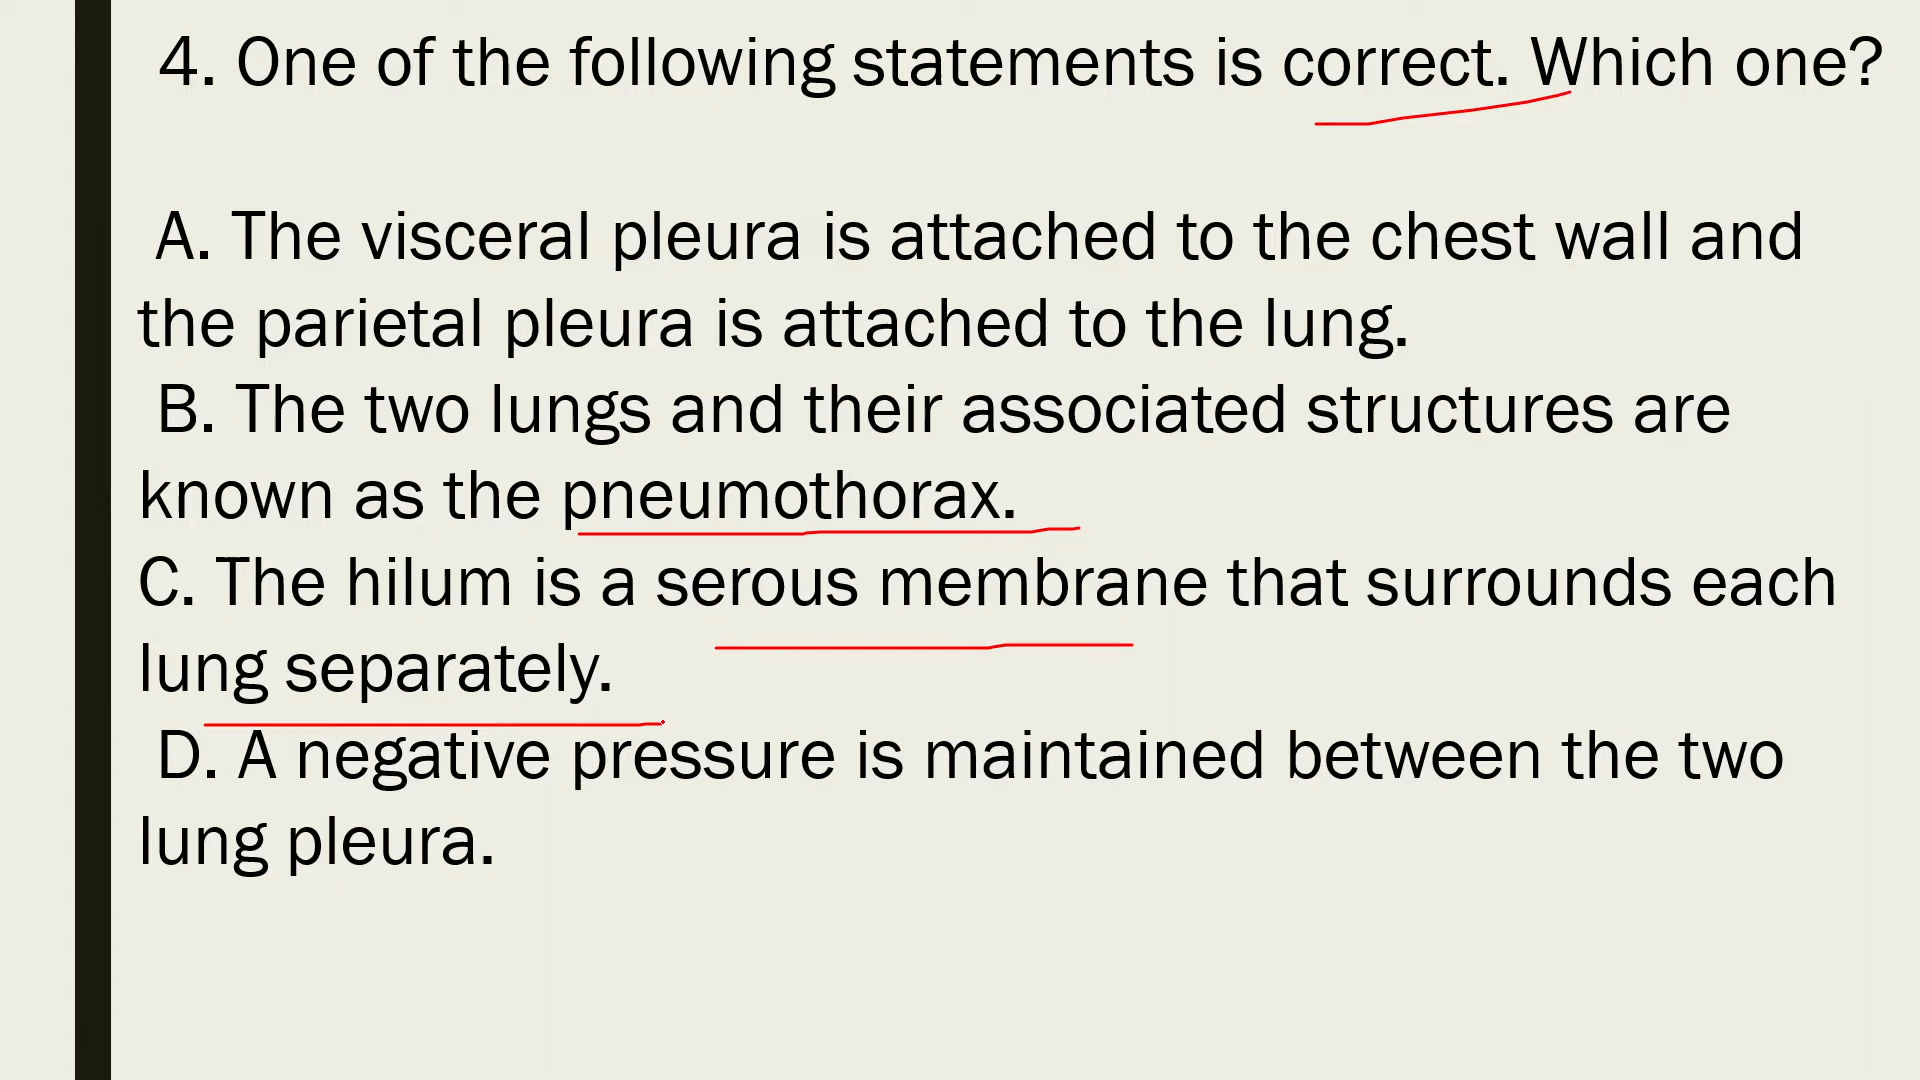 4. One of the following statements is correct. Which one?
A. The visceral pleura is attached to the chest wall and
the parietal pleura is attached to the lung.
B. The two lungs and their associated structures are
known as the pneumothorax.
C. The hilum is a serous membrane that surrounds each
lung separately.
D. A negative pressure is maintained between the two
lung pleura.